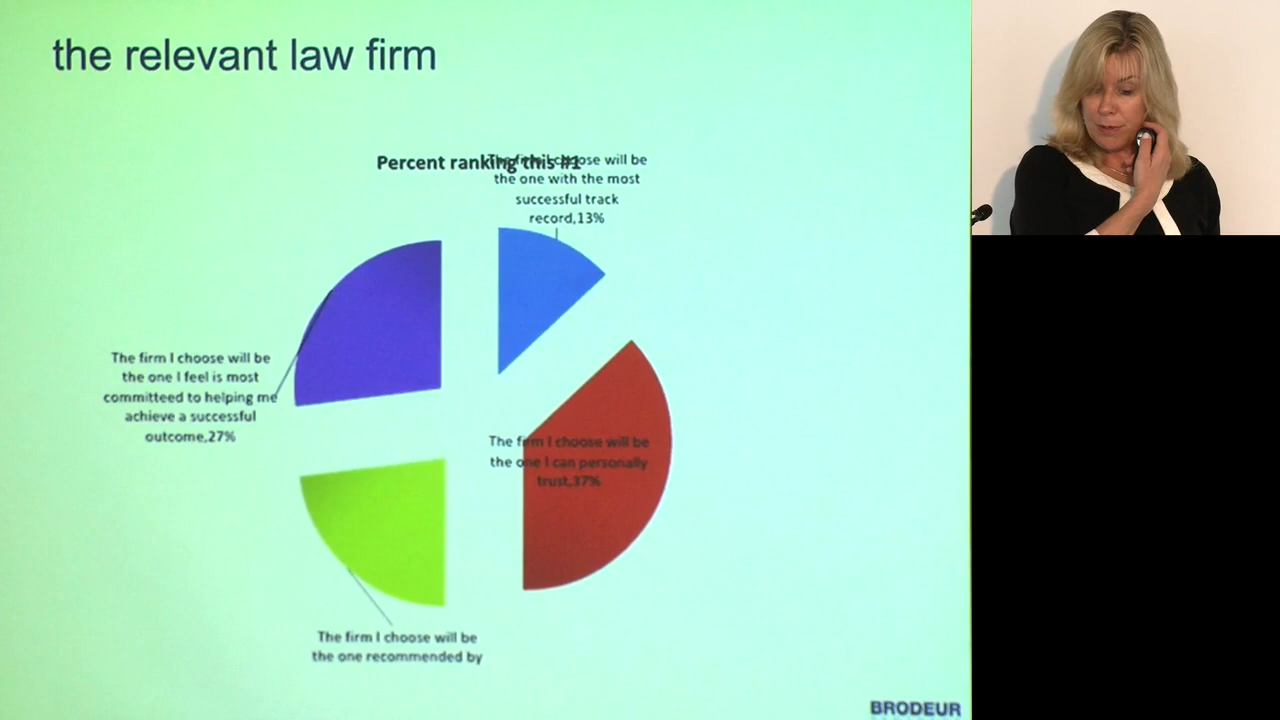 the relevant law firm
Percent ranking this #1
The firm I choose will be
the one with the most
successful track
record,13%
The firm I choose will be
the one I feel is most
committeed to helping me
achieve a successful
outcome,27%
The firm I choose will be
the one I can personally
trust,37%
The firm I choose will be
the one recommended by
BRODEUR